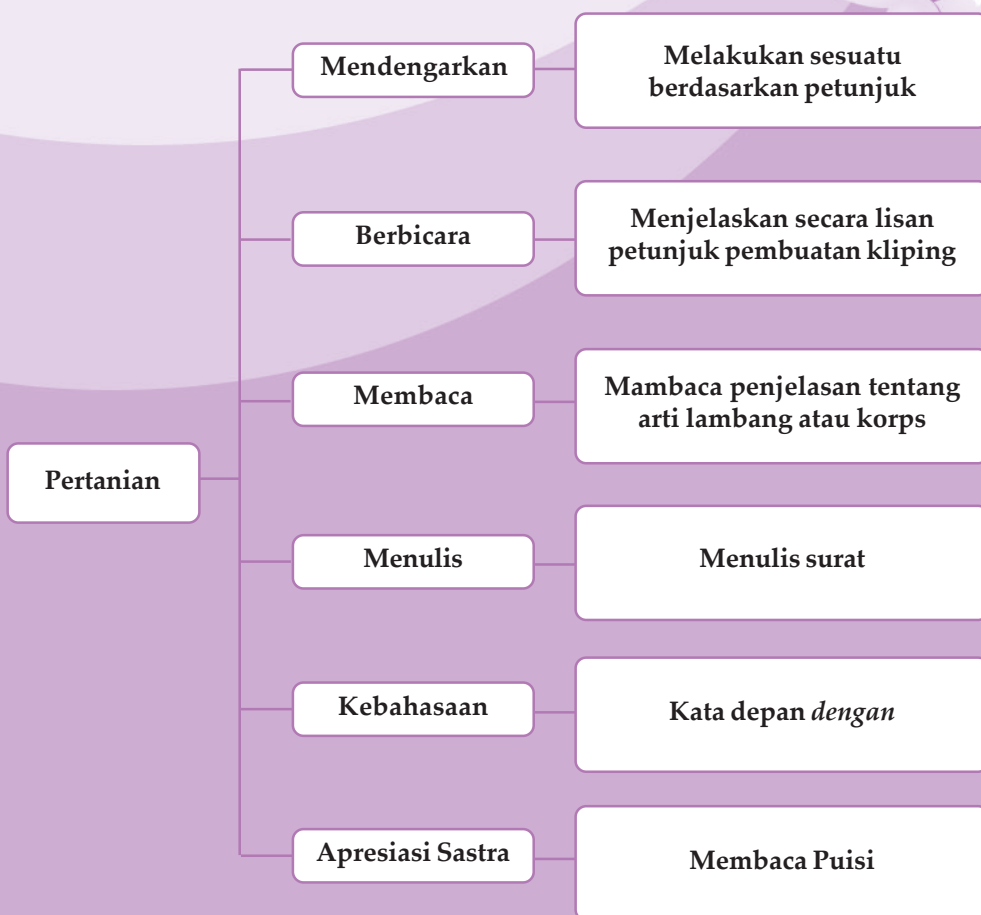 Mendengarkan
Melakukan sesuatu
berdasarkan petunjuk
Berbicara
Menjelaskan secara lisan
petunjuk pembuatan kliping
Membaca
Mambaca penjelasan tentang
arti lambang atau korps
Pertanian
Menulis
Menulis surat
Kebahasaan
Kata depan dengan
Apresiasi Sastra
Membaca Puisi